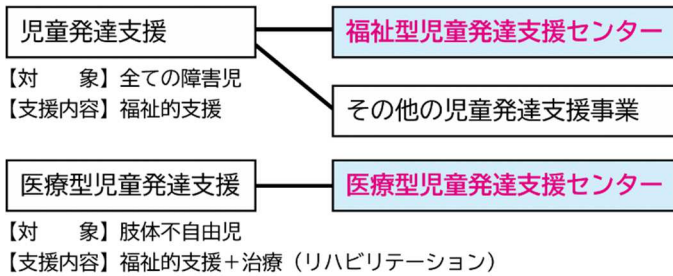 児童発達支援
福祉型児童発達支援センター
【対　　象】全ての障害児
【支援内容】福祉的支援
その他の児童発達支援事業
医療型児童発達支援
医療型児童発達支援センター
【対　　象】肢体不自由児
【支援内容】福祉的支援＋治療（リハビリテーション）